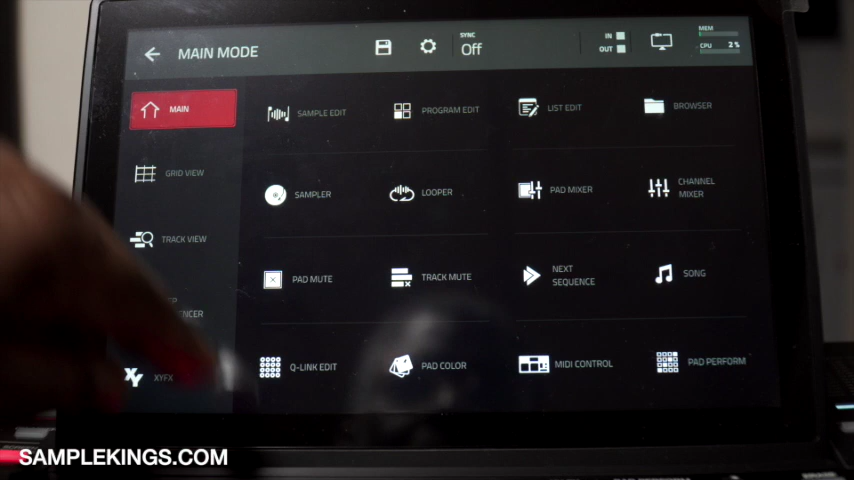 MAIN MODE
SYNC
Off
IN
OUT
MEM
CPU 2%
MAIN
SAMPLE EDIT
PROGRAM EDIT
LIST EDIT
BROWSER
GRID VIEW
SAMPLER
LOOPER
PAD MIXER
CHANNEL
MIXER
TRACK VIEW
PAD MUTE
TRACK MUTE
NEXT
SEQUENCE
SONG
XY
XYFX
Q-LINK EDIT
PAD COLOR
MIDI CONTROL
PAD PERFORM
SAMPLEKINGS.COM